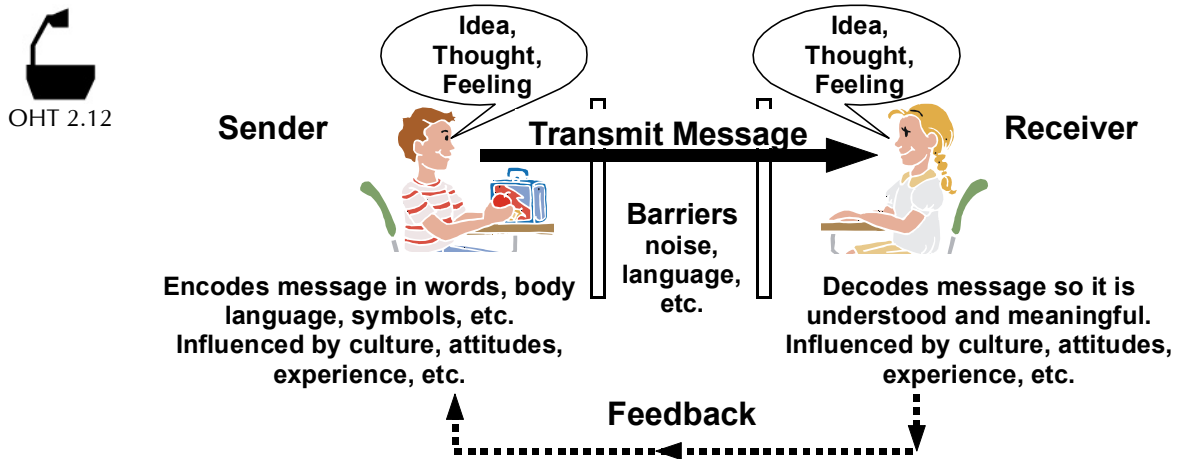 OHT 2.12
Idea,
Thought,
Feeling
Idea,
Thought,
Feeling
Sender
Transmit Message
Receiver
Barriers
noise,
language,
etc.
Encodes message in words, body
language, symbols, etc.
Influenced by culture, attitudes,
experience, etc.
Decodes message so it is
understood and meaningful.
Influenced by culture, attitudes,
experience, etc.
Feedback